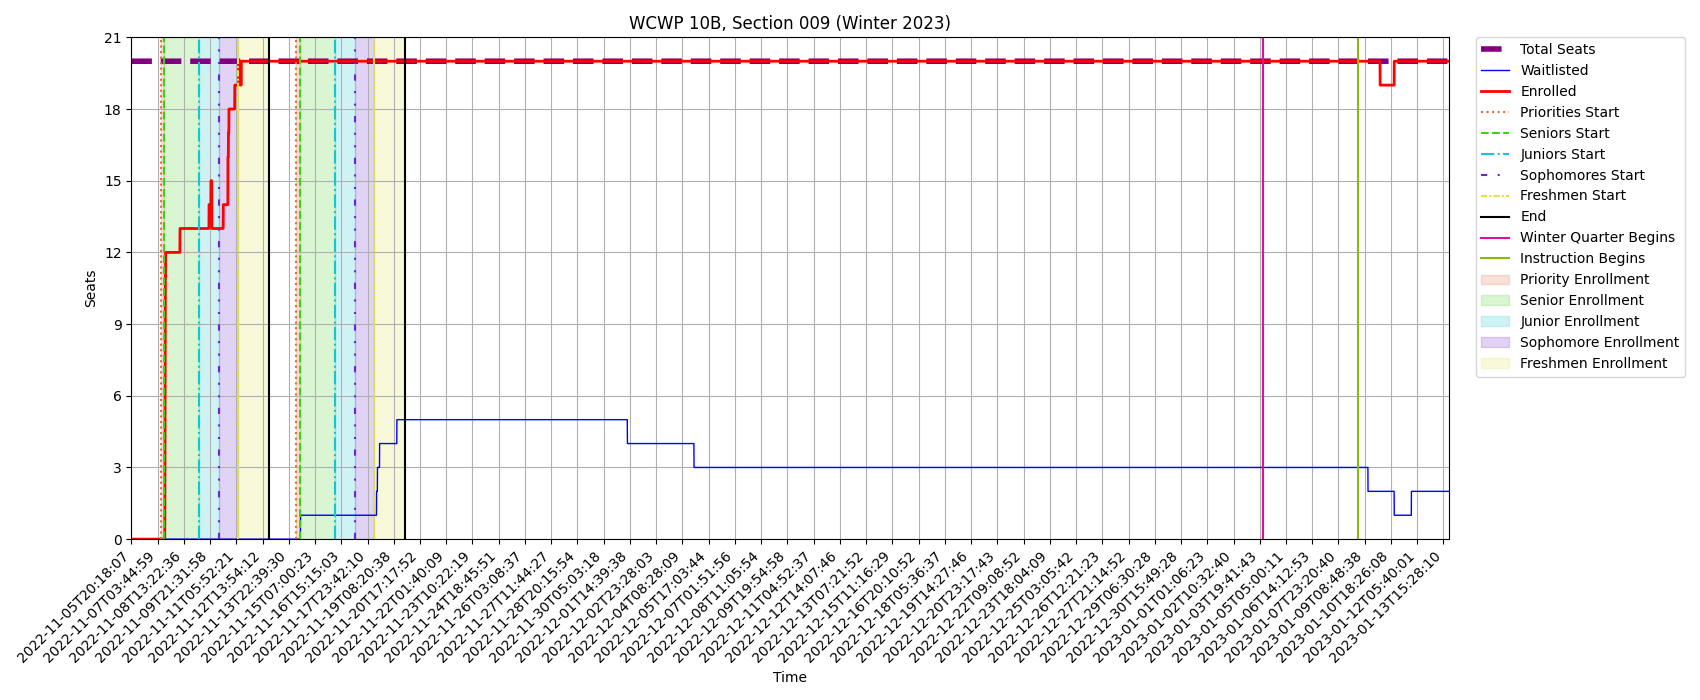 WCWP 10B, Section 009 (Winter 2023)
21
18
15
12
9
6
3
0
Seats
2022-11-05T20:18:07
2022-11-07T03:44:59
2022-11-08T13:22:36
2022-11-09T21:31:58
2022-11-11T05:52:21
2022-11-12T13:54:12
2022-11-13T22:39:30
2022-11-15T07:00:23
2022-11-16T15:15:03
2022-11-17T23:42:10
2022-11-19T08:20:38
2022-11-20T17:17:52
2022-11-22T01:40:09
2022-11-23T10:22:19
2022-11-24T18:45:51
2022-11-26T03:08:37
2022-11-27T11:44:27
2022-11-28T20:15:54
2022-11-30T05:03:18
2022-12-01T14:39:38
2022-12-02T23:28:03
2022-12-04T08:28:09
2022-12-05T17:03:44
2022-12-07T01:51:56
2022-12-08T11:05:54
2022-12-09T19:54:58
2022-12-11T04:52:37
2022-12-12T14:07:46
2022-12-13T07:21:52
2022-12-15T11:16:29
2022-12-16T20:10:52
2022-12-18T05:36:37
2022-12-19T14:27:46
2022-12-20T23:17:43
2022-12-22T09:08:52
2022-12-23T18:04:09
2022-12-25T03:05:42
2022-12-26T12:21:23
2022-12-27T21:14:52
2022-12-29T06:30:28
2022-12-30T15:49:28
2023-01-01T01:06:23
2023-01-02T10:32:40
2023-01-03T19:41:43
2023-01-05T05:00:11
2023-01-06T14:12:53
2023-01-07T23:20:40
2023-01-09T08:48:38
2023-01-10T18:26:08
2023-01-12T05:40:01
2023-01-13T15:28:10
Time
Total Seats
Waitlisted
Enrolled
Priorities Start
Seniors Start
Juniors Start
Sophomores Start
Freshmen Start
End
Winter Quarter Begins
Instruction Begins
Priority Enrollment
Senior Enrollment
Junior Enrollment
Sophomore Enrollment
Freshmen Enrollment